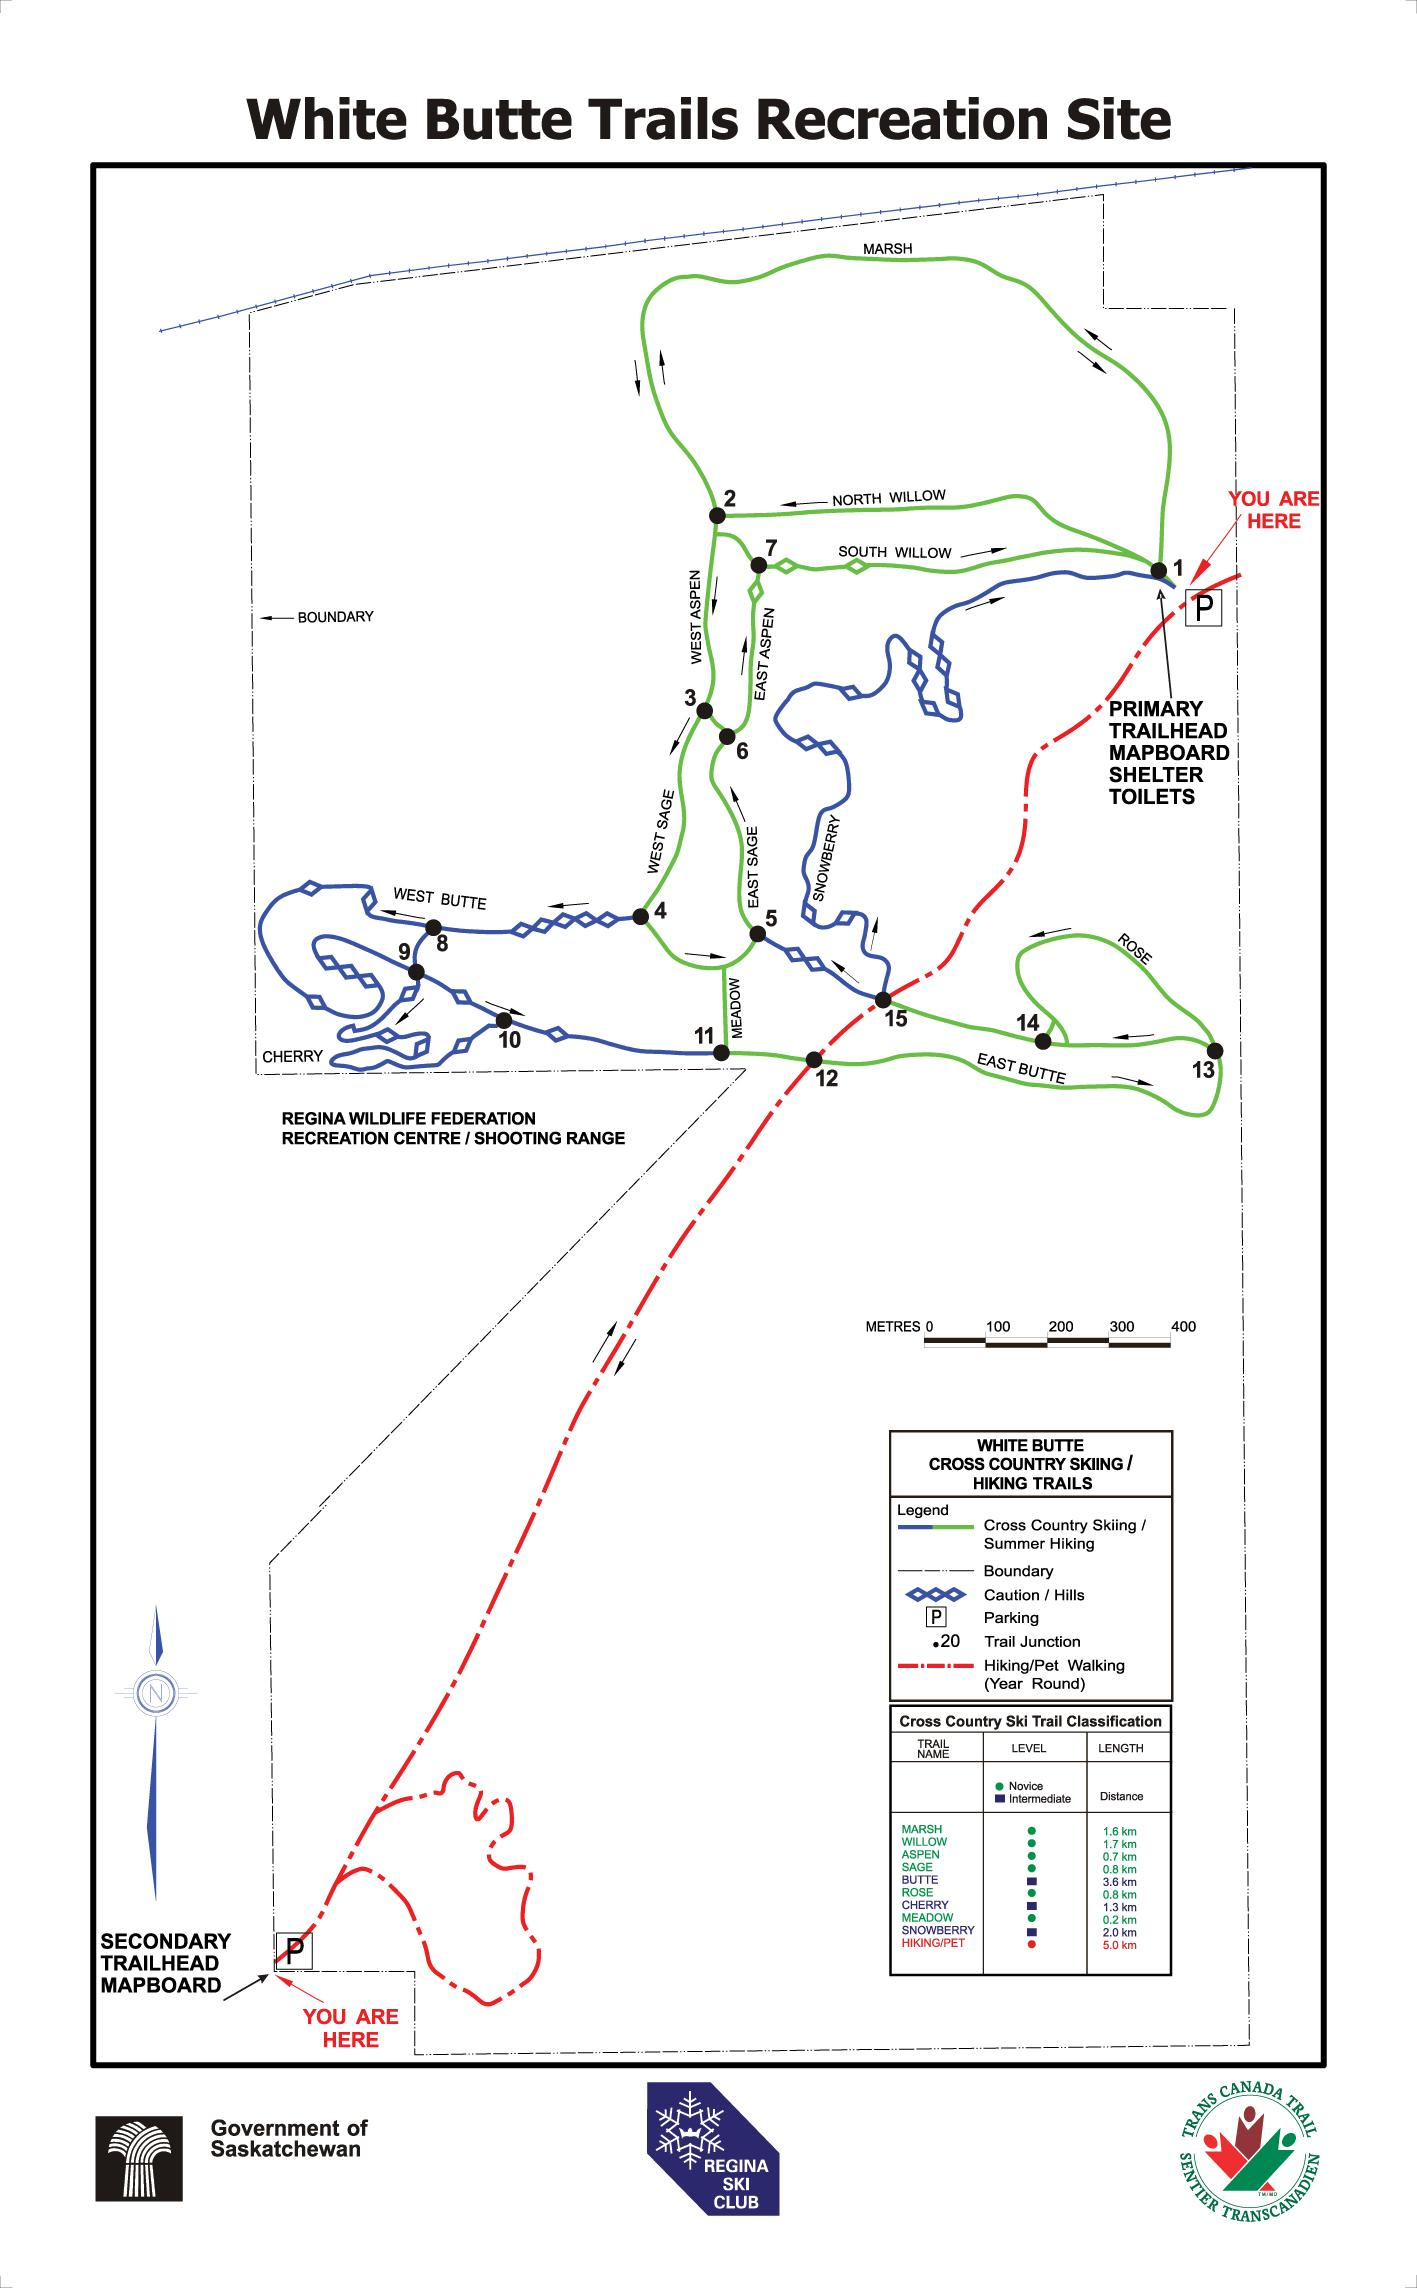 White Butte Trails Recreation Site
MARSH
2
NORTH WILLOW
YOU ARE
HERE
7
SOUTH WILLOW
1
P
WEST ASPEN
EAST ASPEN
BOUNDARY
3
6
PRIMARY
TRAILHEAD
MAPBOARD
SHELTER
TOILETS
WEST SAGE
EAST SAGE
SNOWBERRY
WEST BUTTE
4
5
8
9
ROSE
MEADOW
10
11
15
14
CHERRY
12
EAST BUTTE
13
REGINA WILDLIFE FEDERATION
RECREATION CENTRE / SHOOTING RANGE
METRES 0 100 200 300 400
WHITE BUTTE
CROSS COUNTRY SKIING /
HIKING TRAILS
Legend
Cross Country Skiing /
Summer Hiking
Boundary
Caution / Hills
P Parking
.20 Trail Junction
Hiking/Pet Walking
(Year Round)
N
Cross Country Ski Trail Classification
TRAIL
NAME
LEVEL
LENGTH
Novice
Intermediate
Distance
MARSH 1.6 km
WILLOW 1.7 km
ASPEN 0.7 km
SAGE 0.8 km
BUTTE 3.6 km
ROSE 0.8 km
CHERRY 1.3 km
MEADOW 0.2 km
SNOWBERRY 2.0 km
HIKING/PET 5.0 km
SECONDARY
TRAILHEAD
MAPBOARD
P
YOU ARE
HERE
Government of
Saskatchewan
REGINA
SKI
CLUB
TRANS CANADA TRAIL
SENTIER TRANSCANADIEN
TM/MD